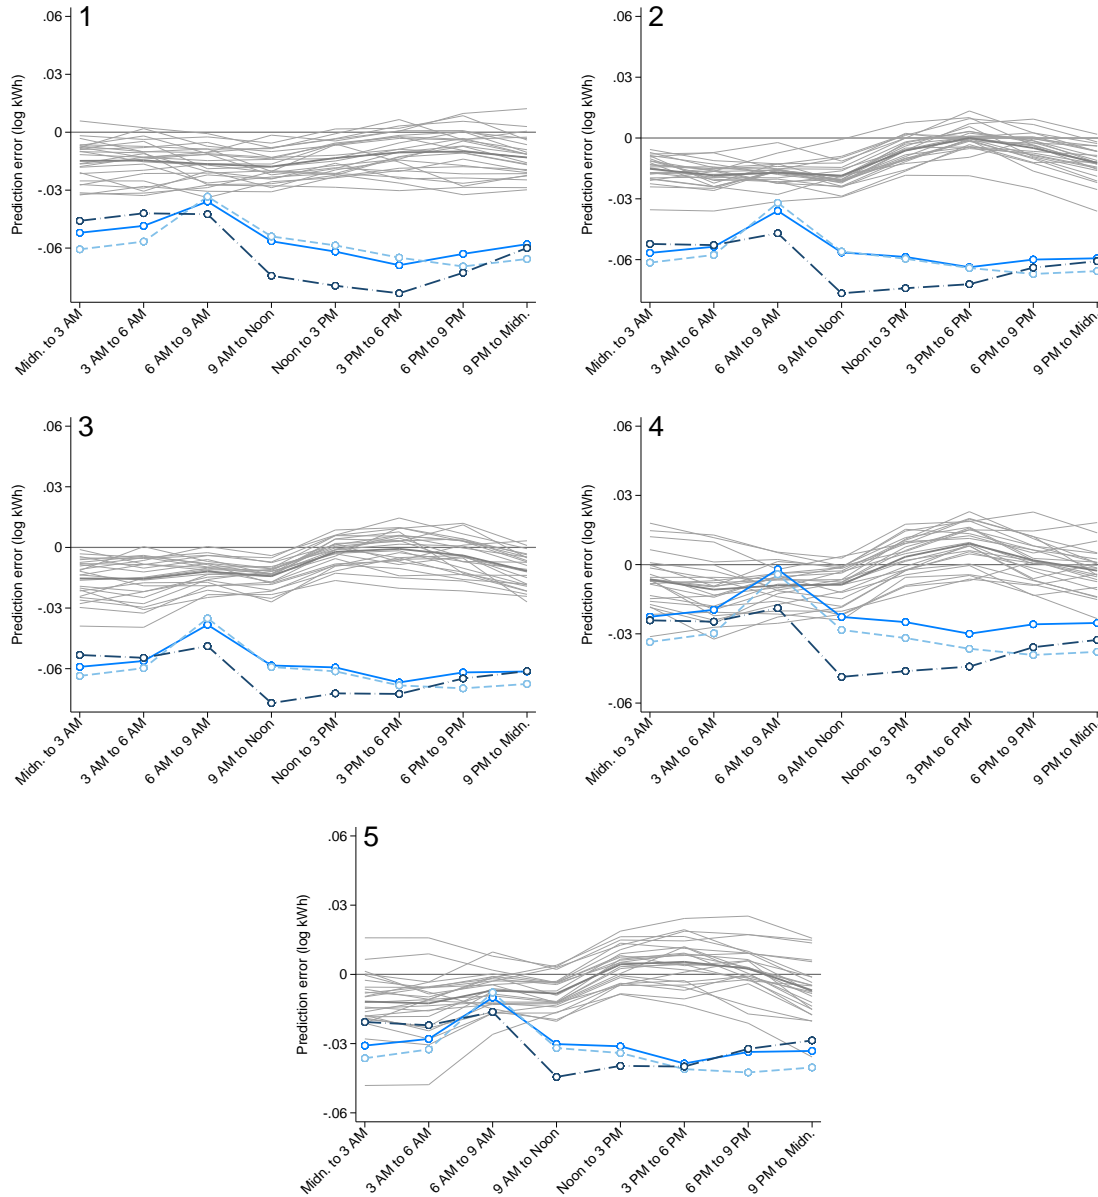 1
.06
.03
0
-.03
-.06
Prediction error (log kWh)
Midn. to 3 AM
3 AM to 6 AM
6 AM to 9 AM
9 AM to Noon
Noon to 3 PM
3 PM to 6 PM
6 PM to 9 PM
9 PM to Midn.
2
.06
.03
0
-.03
-.06
Prediction error (log kWh)
Midn. to 3 AM
3 AM to 6 AM
6 AM to 9 AM
9 AM to Noon
Noon to 3 PM
3 PM to 6 PM
6 PM to 9 PM
9 PM to Midn.
3
.06
.03
0
-.03
-.06
Prediction error (log kWh)
Midn. to 3 AM
3 AM to 6 AM
6 AM to 9 AM
9 AM to Noon
Noon to 3 PM
3 PM to 6 PM
6 PM to 9 PM
9 PM to Midn.
4
.06
.03
0
-.03
-.06
Prediction error (log kWh)
Midn. to 3 AM
3 AM to 6 AM
6 AM to 9 AM
9 AM to Noon
Noon to 3 PM
3 PM to 6 PM
6 PM to 9 PM
9 PM to Midn.
5
.06
.03
0
-.03
-.06
Prediction error (log kWh)
Midn. to 3 AM
3 AM to 6 AM
6 AM to 9 AM
9 AM to Noon
Noon to 3 PM
3 PM to 6 PM
6 PM to 9 PM
9 PM to Midn.